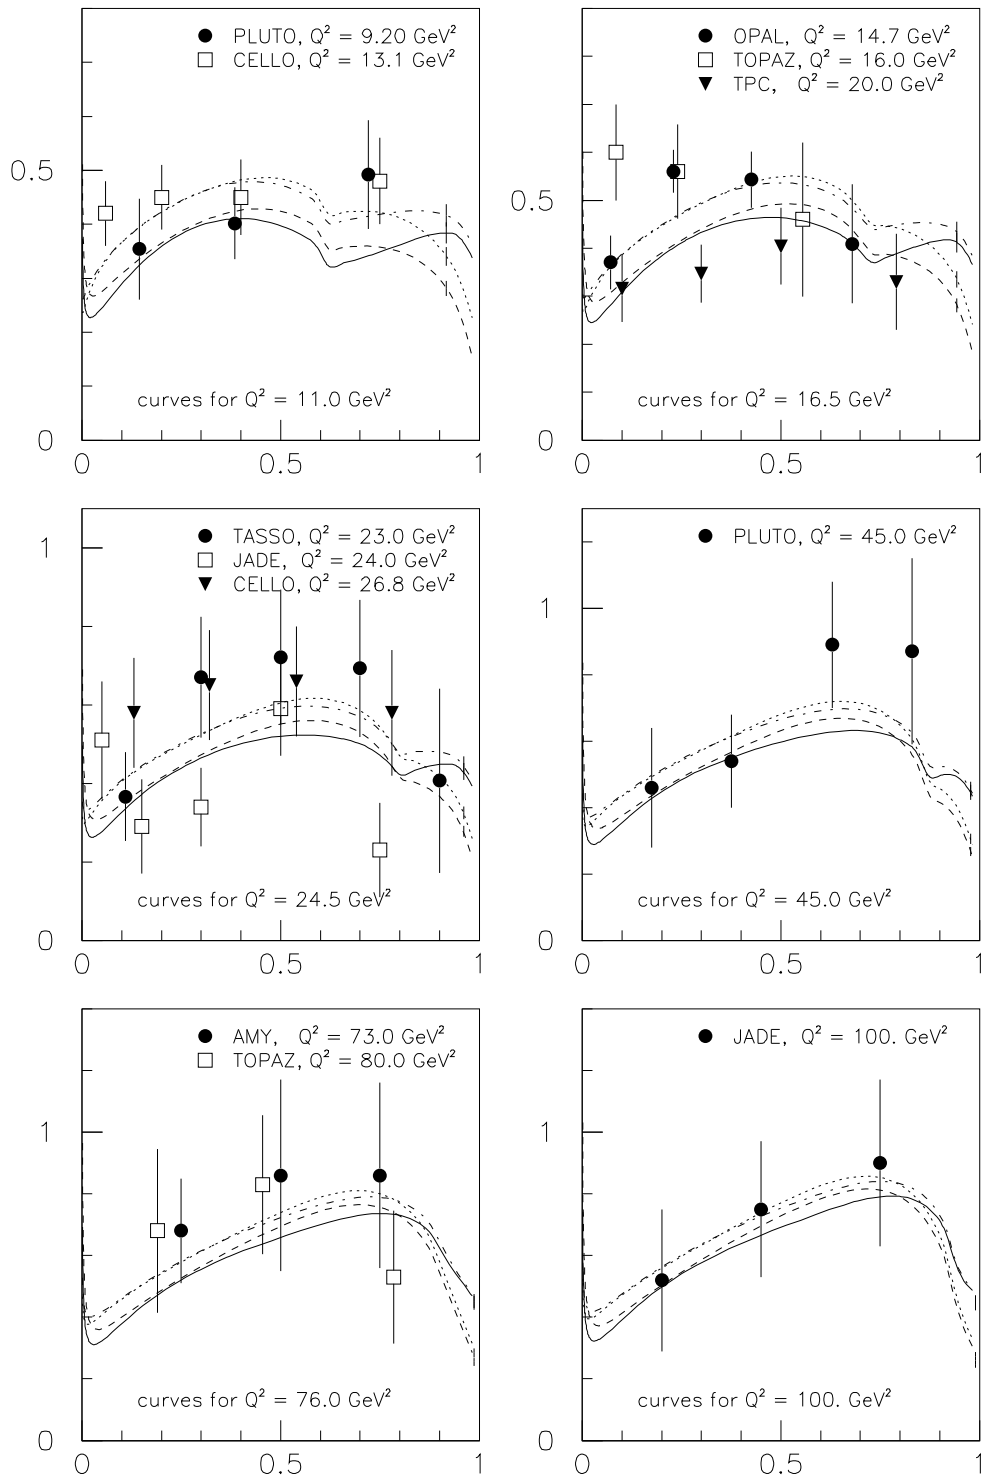 PLUTO, Q² = 9.20 GeV²
CELLO, Q² = 13.1 GeV²
0.5
curves for Q² = 11.0 GeV²
0
0 0.5 1
OPAL, Q² = 14.7 GeV²
TOPAZ, Q² = 16.0 GeV²
TPC, Q² = 20.0 GeV²
0.5
curves for Q² = 16.5 GeV²
0
0 0.5 1
TASSO, Q² = 23.0 GeV²
JADE, Q² = 24.0 GeV²
CELLO, Q² = 26.8 GeV²
1
curves for Q² = 24.5 GeV²
0
0 0.5 1
PLUTO, Q² = 45.0 GeV²
1
curves for Q² = 45.0 GeV²
0
0 0.5 1
AMY, Q² = 73.0 GeV²
TOPAZ, Q² = 80.0 GeV²
1
curves for Q² = 76.0 GeV²
0
0 0.5 1
JADE, Q² = 100. GeV²
1
curves for Q² = 100. GeV²
0
0 0.5 1